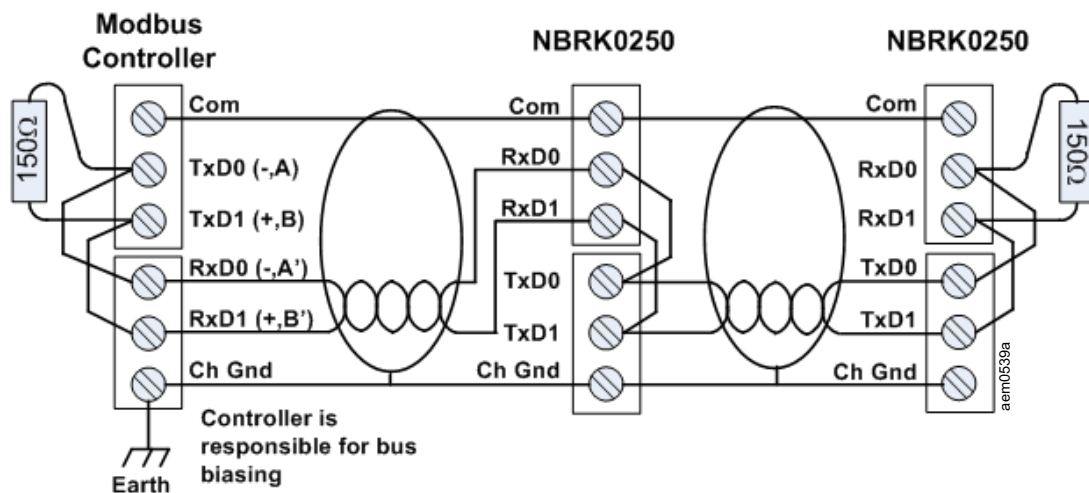 Modbus
Controller
NBRK0250
NBRK0250
150Ω
Com
TxD0 (-,A)
TxD1 (+,B)
RxD0 (-,A’)
RxD1 (+,B’)
Ch Gnd
Earth
Controller is
responsible for bus
biasing
Com
RxD0
RxD1
TxD0
TxD1
Ch Gnd
Com
RxD0
RxD1
TxD0
TxD1
Ch Gnd
150Ω
aem0539a